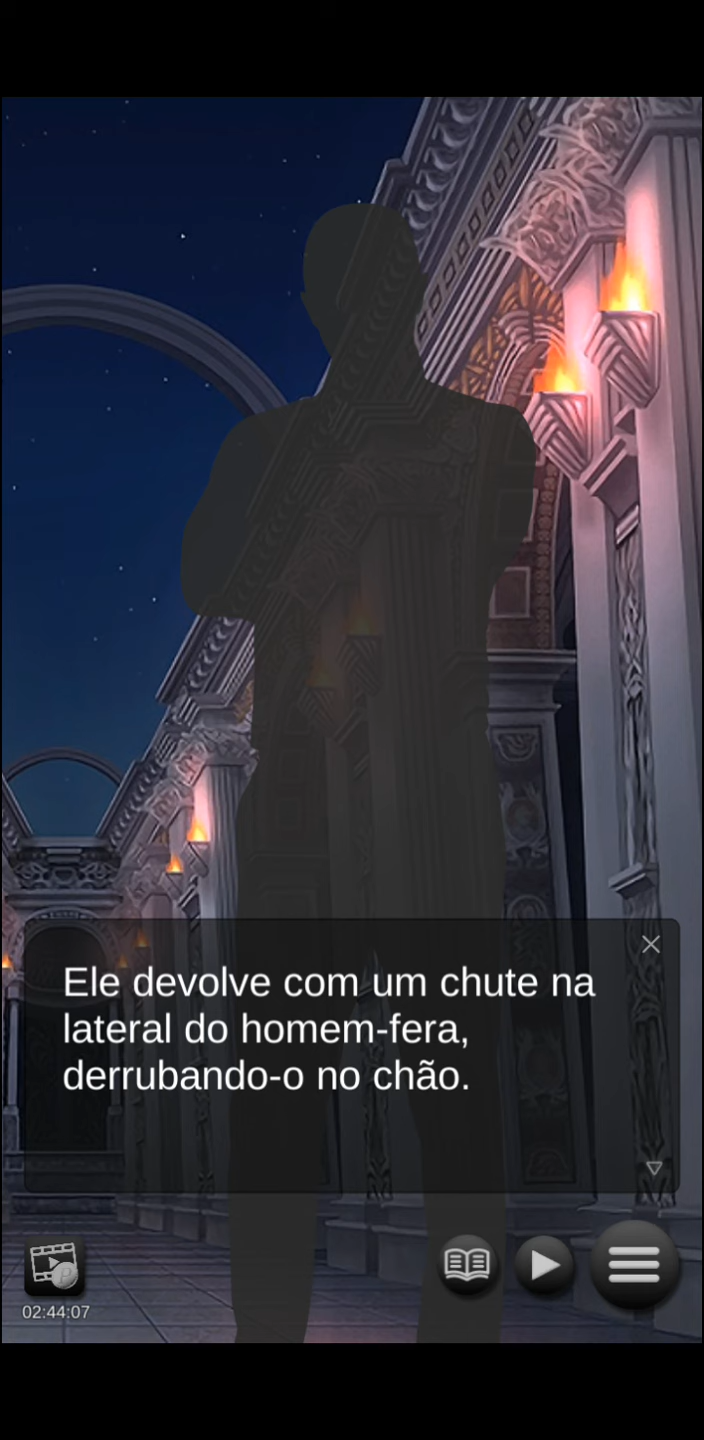 Ele devolve com um chute na
lateral do homem-fera,
derrubando-o no chão.
02:44:07